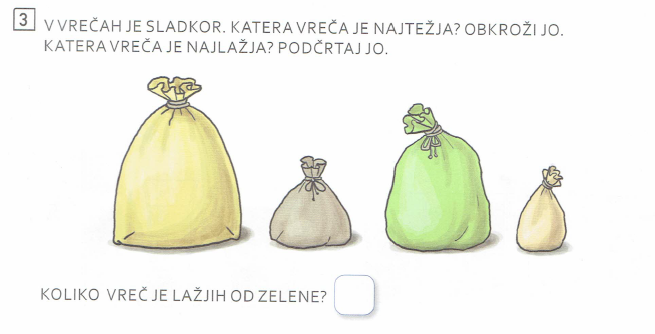 3
V VREČAH JE SLADKOR. KATERA VREČA JE NAJTEŽJA? OBKROŽI JO.
KATERA VREČA JE NAJLAŽJA? PODČRTAJ JO.
KOLIKO VREČ JE LAŽJIH OD ZELENE?